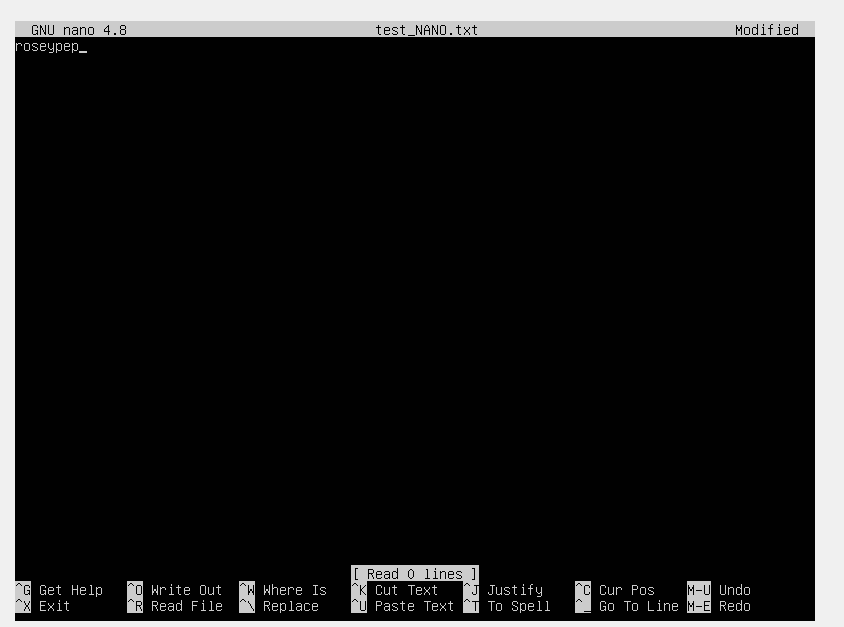 GNU nano 4.8 test_NANO.txt Modified
roseypep_
[ Read 0 lines ]
^G Get Help ^O Write Out ^W Where Is ^K Cut Text ^J Justify ^C Cur Pos M-U Undo
^X Exit ^R Read File ^\ Replace ^U Paste Text ^T To Spell ^_ Go To Line M-E Redo